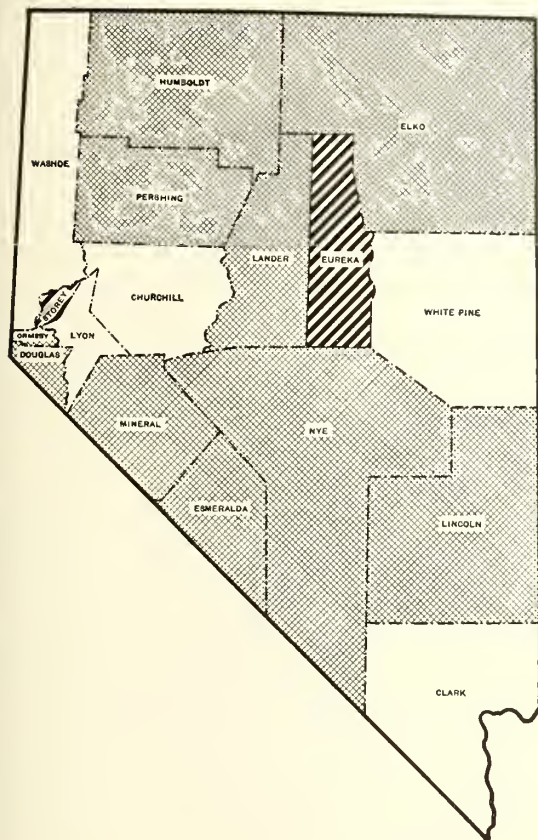 HUMBOLDT
ELKO
WASHOE
PERSHING
LANDER
EUREKA
CHURCHILL
WHITE PINE
STOREY
ORMSBY
LYON
DOUGLAS
MINERAL
NYE
ESMERALDA
LINCOLN
CLARK